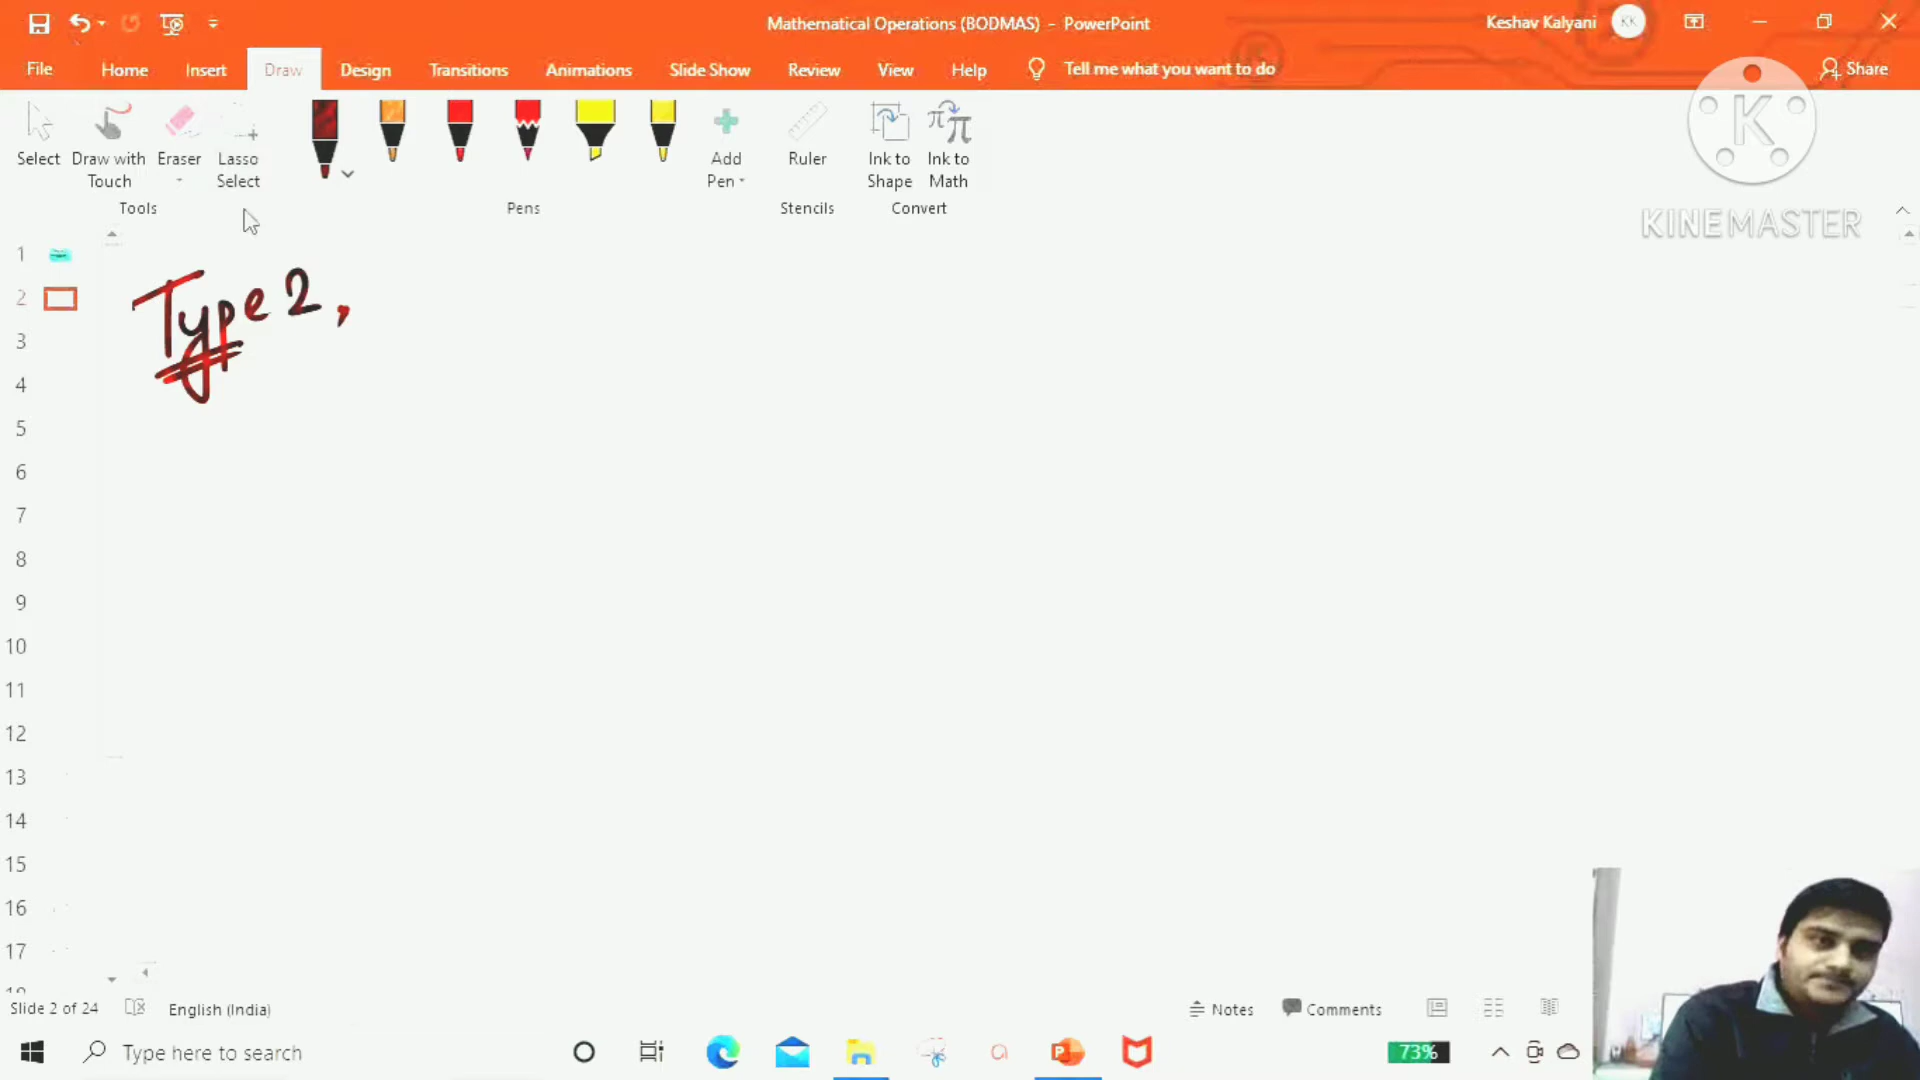 Mathematical Operations (BODMAS) - PowerPoint
Keshav Kalyani
KK
File
Home
Insert
Draw
Design
Transitions
Animations
Slide Show
Review
View
Help
Tell me what you want to do
Share
Select
Draw with Touch
Eraser
Lasso Select
Add Pen
Ruler
Ink to Shape
Ink to Math
Tools
Pens
Stencils
Convert
K
KINEMASTER
1
2
3
4
5
6
7
8
9
10
11
12
13
14
15
16
17
Type 2,
Slide 2 of 24
English (India)
Notes
Comments
Type here to search
73%